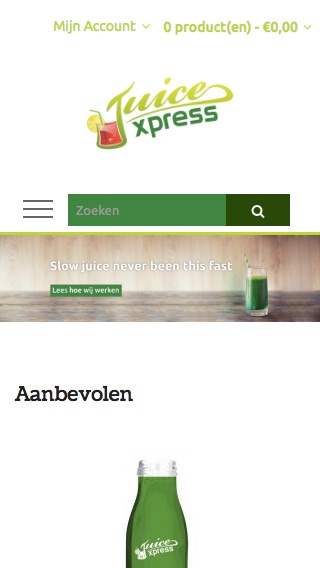 Mijn Account
0 product(en) - €0,00
Juice
xpress
Zoeken
Slow juice never been this fast
Lees hoe wij werken
Aanbevolen
Juice
xpress